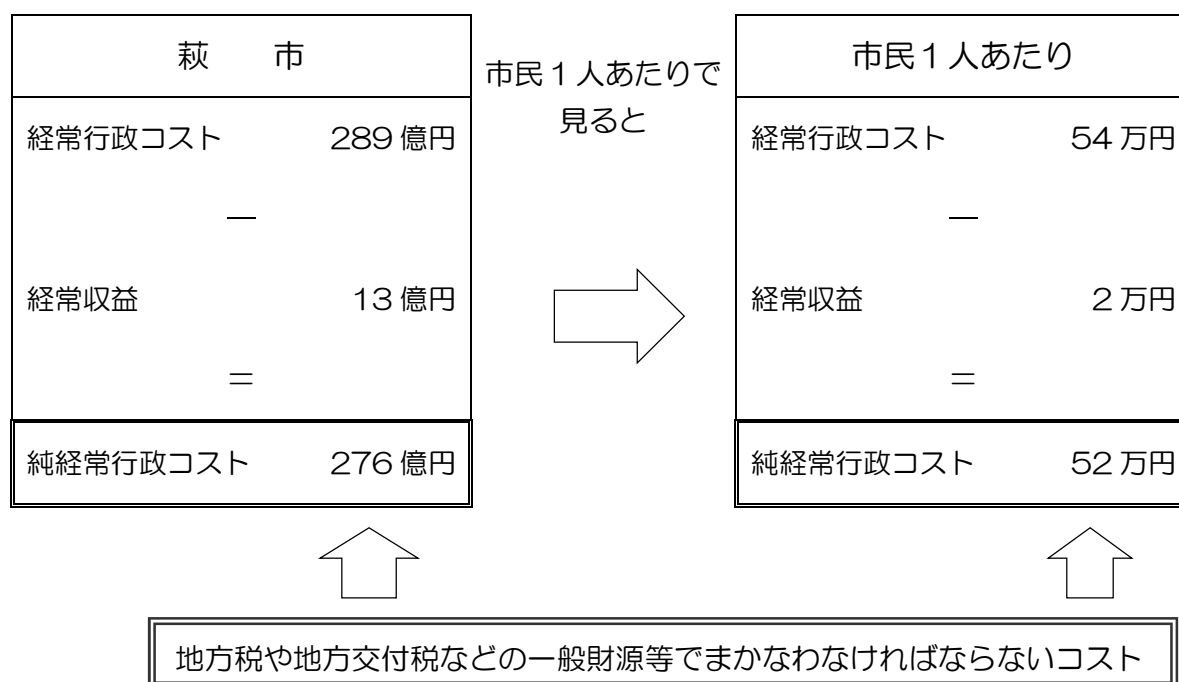 萩　市
経常行政コスト 289億円
－
経常収益 13億円
＝
純経常行政コスト 276億円
市民1人あたりで
見ると
市民1人あたり
経常行政コスト 54万円
－
経常収益 2万円
＝
純経常行政コスト 52万円
地方税や地方交付税などの一般財源等でまかなわなければならないコスト